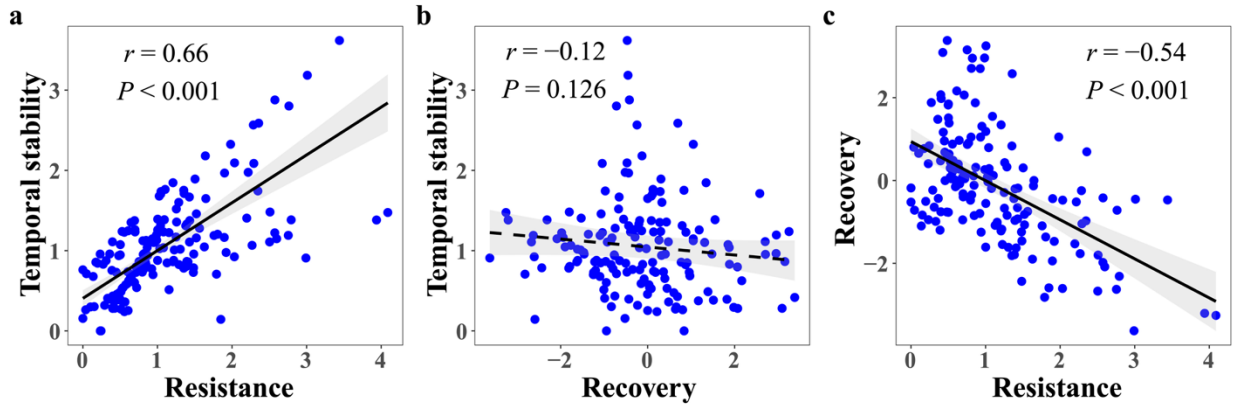 a
r = 0.66
P < 0.001
Temporal stability
3
2
1
0
0 1 2 3 4
Resistance
b
r = −0.12
P = 0.126
Temporal stability
3
2
1
0
−2 0 2
Recovery
c
r = −0.54
P < 0.001
Recovery
2
0
−2
0 1 2 3 4
Resistance